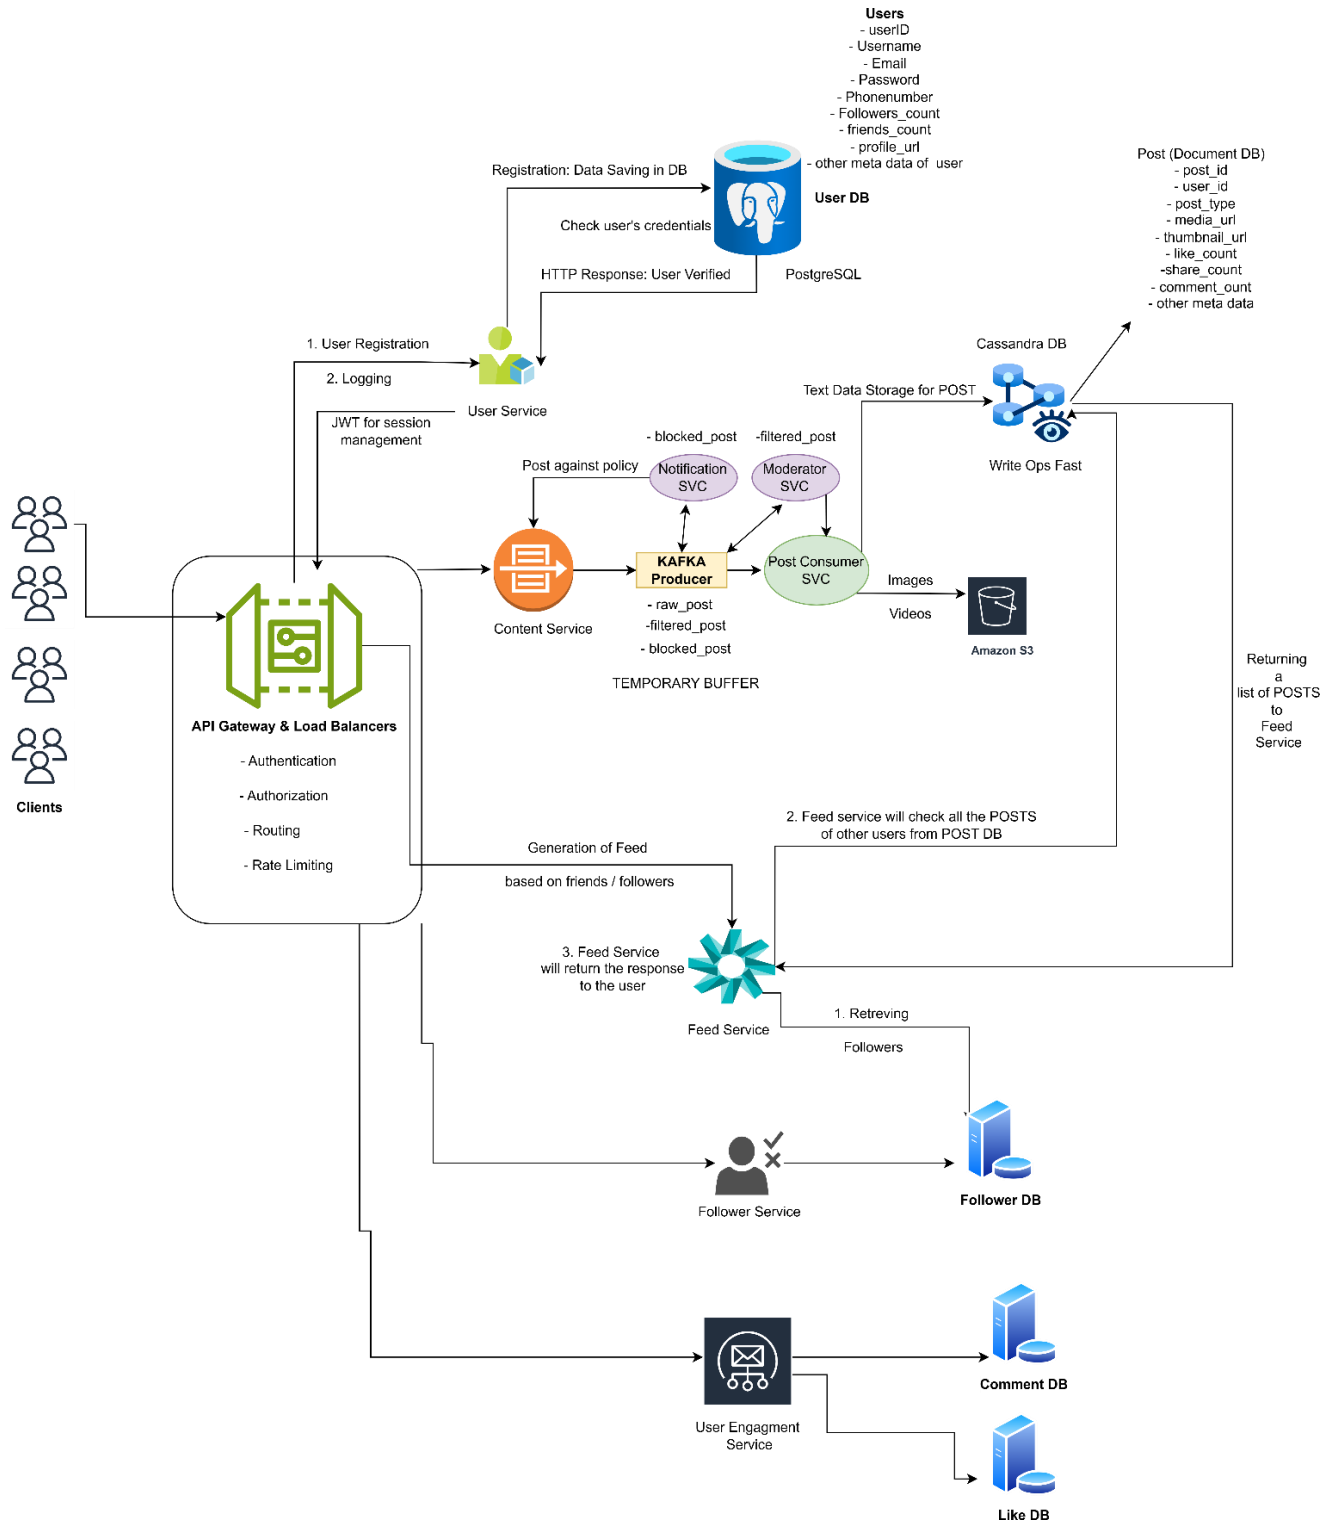 Users
- userID
- Username
- Email
- Password
- Phonenumber
- Followers_count
- friends_count
- profile_url
- other meta data of  user
User DB
PostgreSQL
Registration: Data Saving in DB
Check user's credentials
HTTP Response: User Verified
Post (Document DB)
- post_id
- user_id
- post_type
- media_url
- thumbnail_url
- like_count
-share_count
- comment_ount
- other meta data
1. User Registration
2. Logging
User Service
JWT for session
management
Cassandra DB
Text Data Storage for POST
Write Ops Fast
- blocked_post
-filtered_post
Post against policy
Notification
SVC
Moderator
SVC
Content Service
KAFKA
Producer
- raw_post
-filtered_post
- blocked_post
TEMPORARY BUFFER
Post Consumer
SVC
Images
Videos
Amazon S3
Returning
a
list of POSTS
to
Feed
Service
Clients
API Gateway & Load Balancers
- Authentication
- Authorization
- Routing
- Rate Limiting
Generation of Feed
based on friends / followers
2. Feed service will check all the POSTS
of other users from POST DB
3. Feed Service
will return the response
to the user
Feed Service
1. Retreving
Followers
Follower Service
Follower DB
User Engagment
Service
Comment DB
Like DB